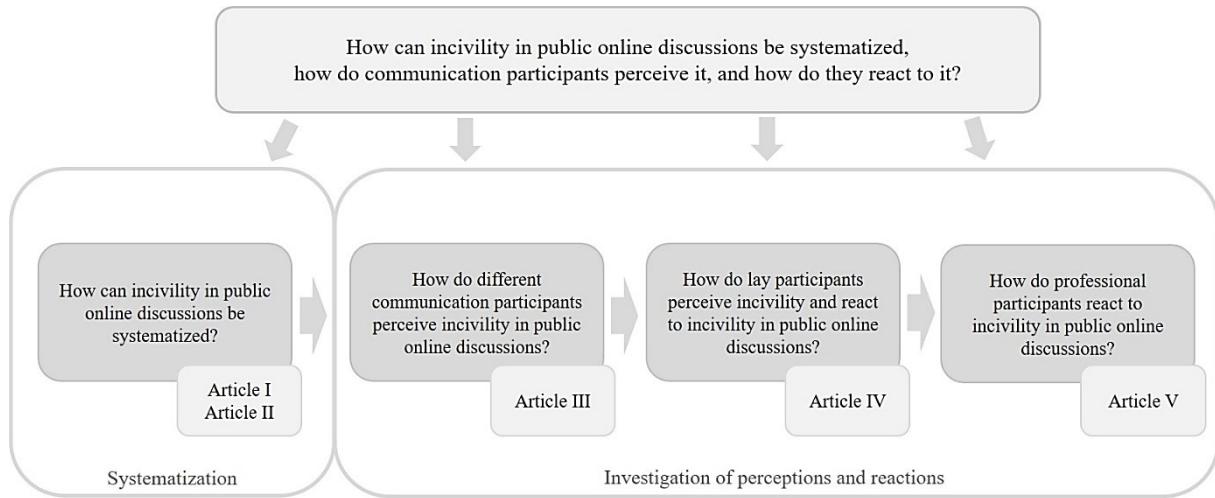 How can incivility in public online discussions be systematized,
how do communication participants perceive it, and how do they react to it?
How can incivility in public
online discussions be
systematized?
Article I
Article II
Systematization
How do different
communication participants
perceive incivility in public
online discussions?
Article III
How do lay participants
perceive incivility and react
to incivility in public online
discussions?
Article IV
How do professional
participants react to
incivility in public online
discussions?
Article V
Investigation of perceptions and reactions